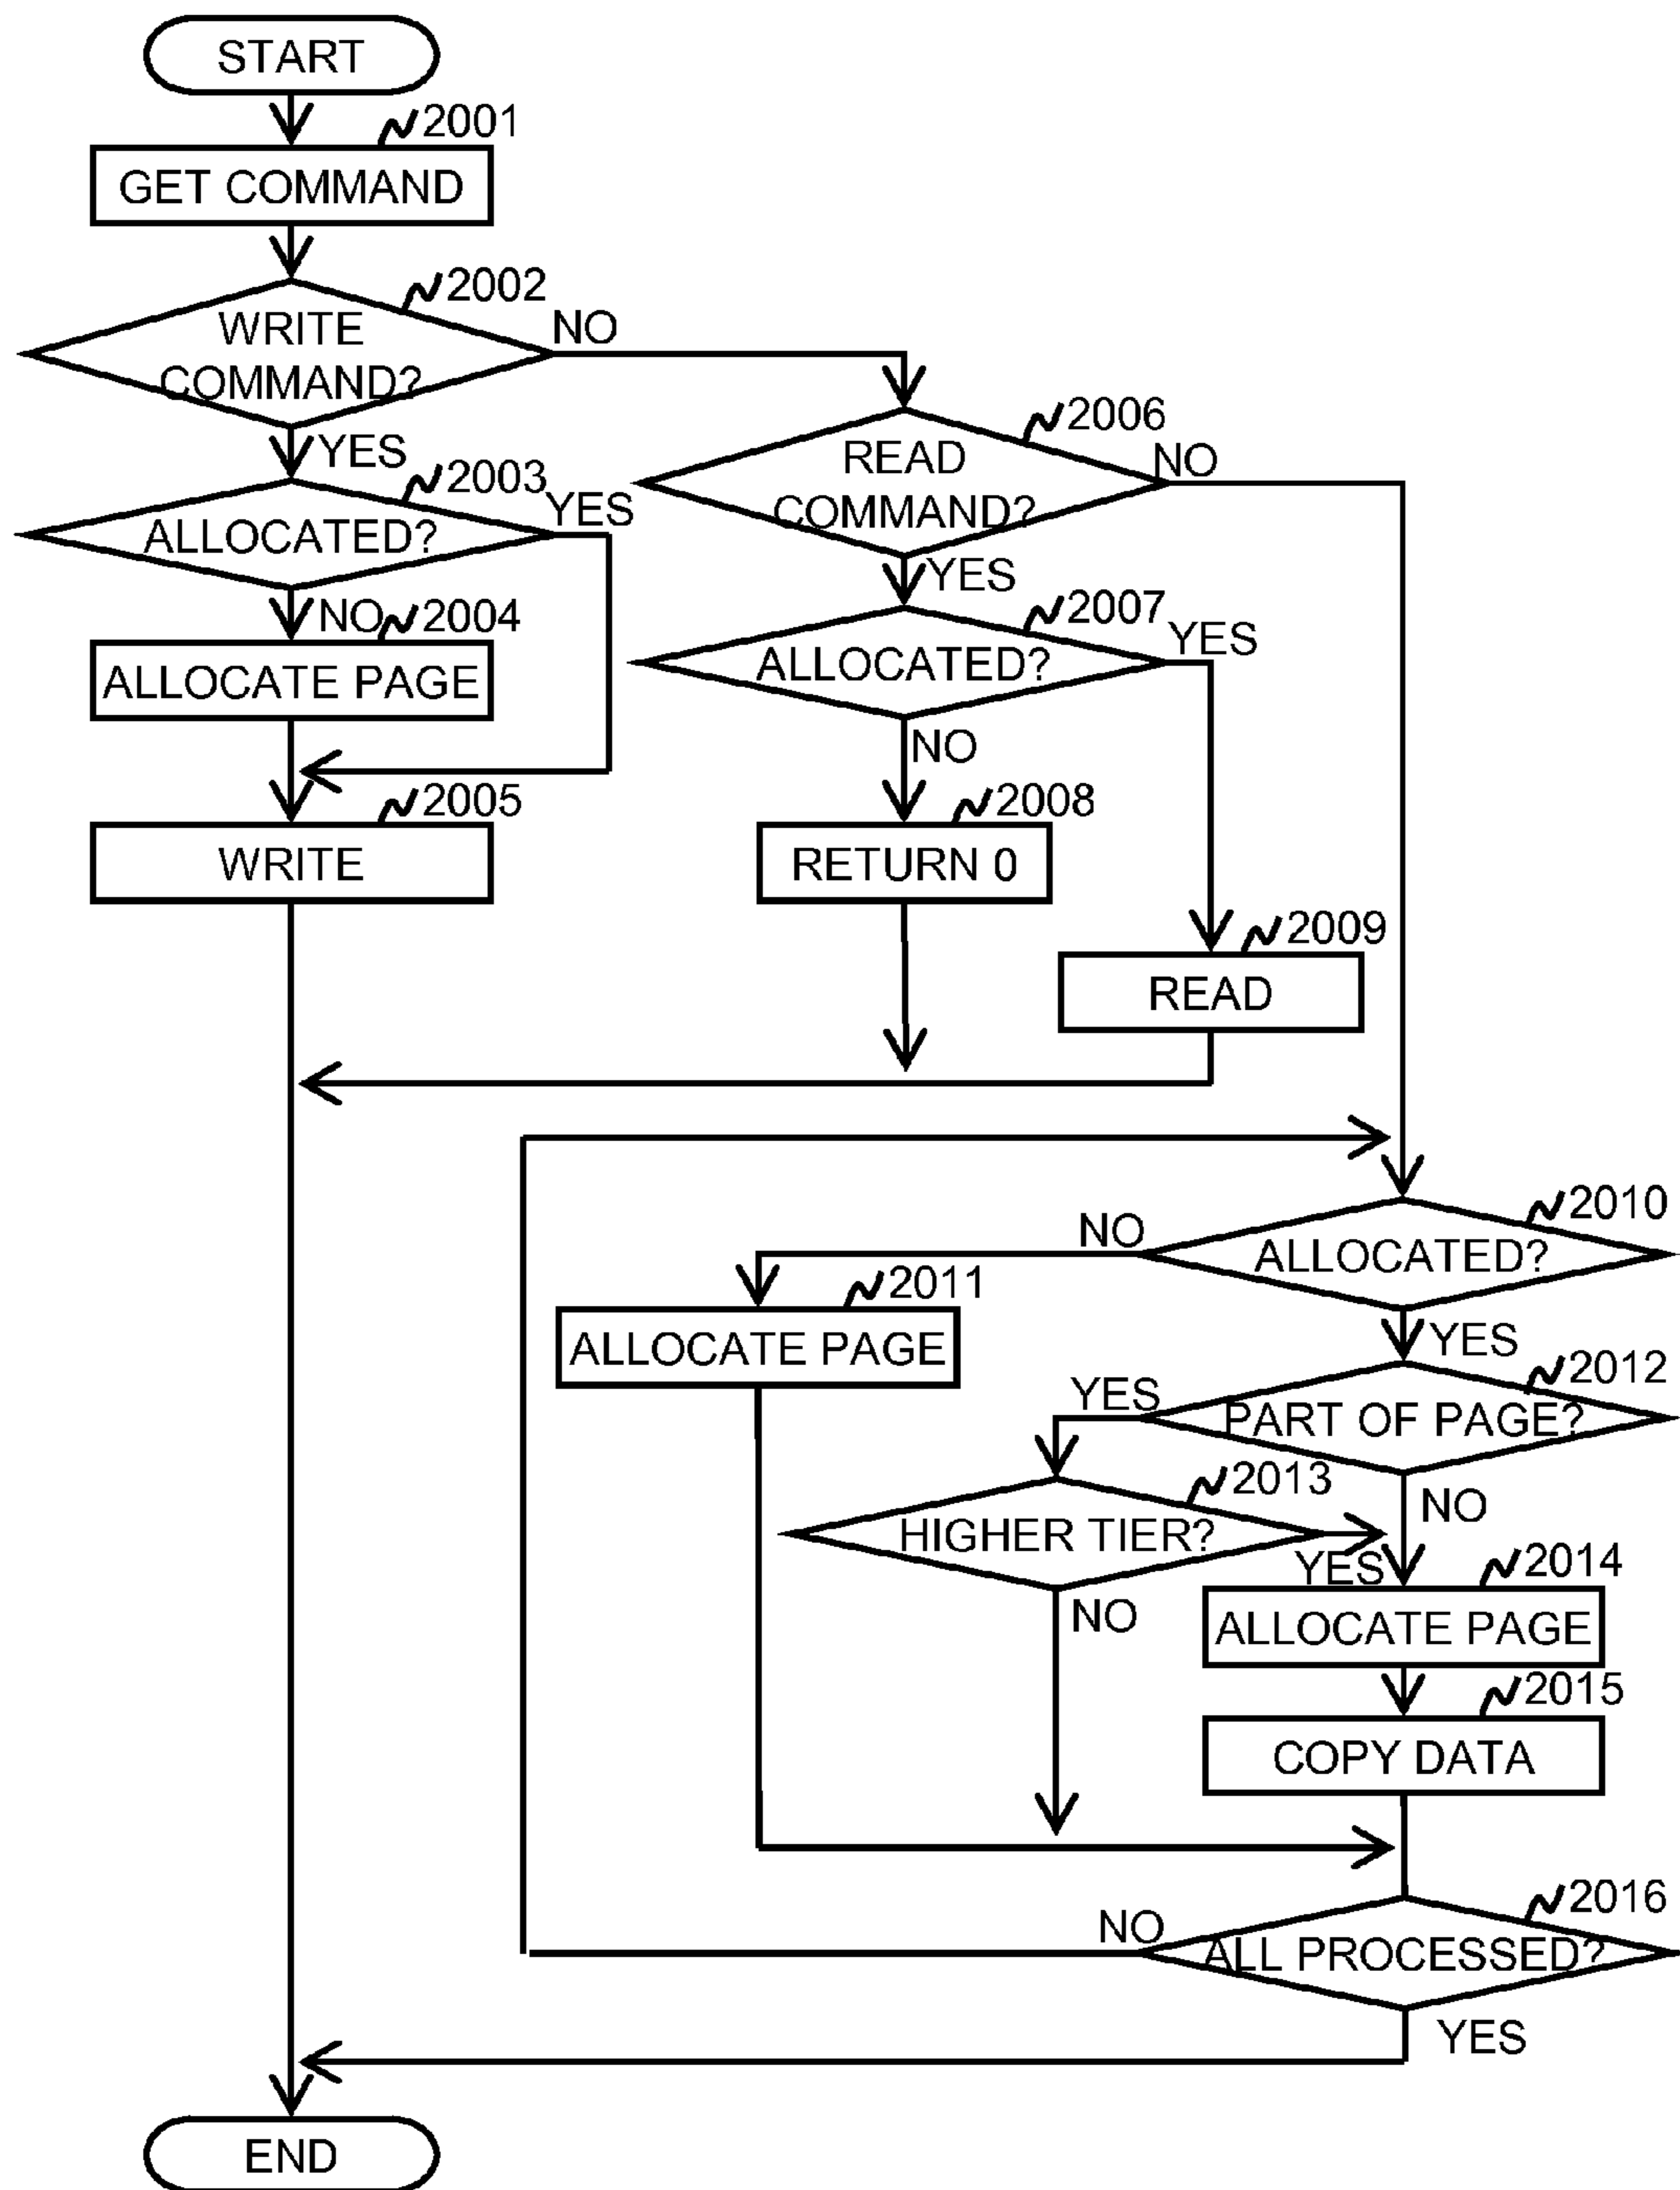 START
2001
GET COMMAND
2002
WRITE
COMMAND?
NO
YES
2003
YES
ALLOCATED?
NO
2004
ALLOCATE PAGE
2005
WRITE
2006
READ
COMMAND?
NO
YES
2007
YES
ALLOCATED?
NO
2008
RETURN 0
2009
READ
2010
NO
ALLOCATED?
2011
ALLOCATE PAGE
YES
2012
YES
PART OF PAGE?
2013
NO
HIGHER TIER?
YES
NO
2014
ALLOCATE PAGE
2015
COPY DATA
2016
NO
ALL PROCESSED?
YES
END